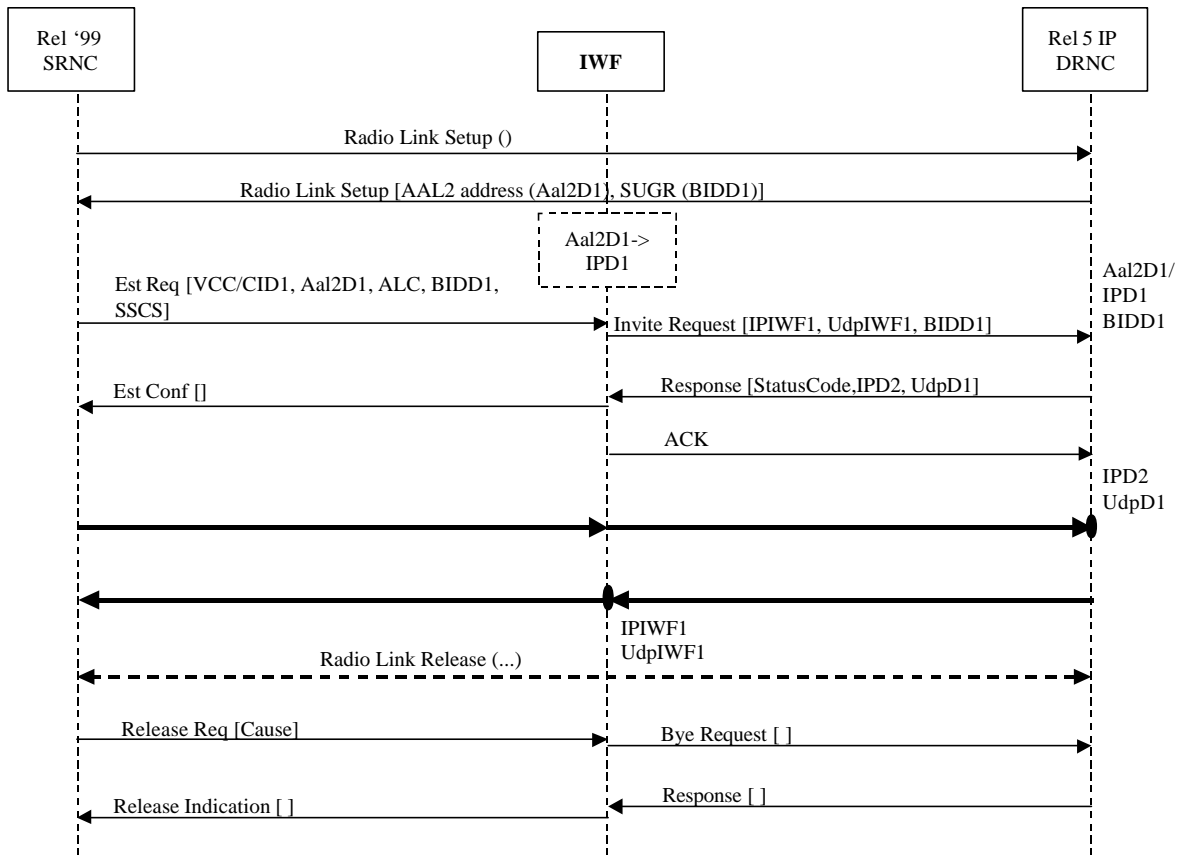 Rel ‘99
SRNC
IWF
Rel 5 IP
DRNC
Radio Link Setup ()
Radio Link Setup [AAL2 address (Aal2D1), SUGR (BIDD1)]
Aal2D1->
IPD1
Aal2D1/
IPD1
BIDD1
Est Req [VCC/CID1, Aal2D1, ALC, BIDD1,
SSCS]
Invite Request [IPIWF1, UdpIWF1, BIDD1]
Response [StatusCode,IPD2, UdpD1]
Est Conf []
ACK
IPD2
UdpD1
IPIWF1
UdpIWF1
Radio Link Release (...)
Release Req [Cause]
Bye Request [ ]
Response [ ]
Release Indication [ ]